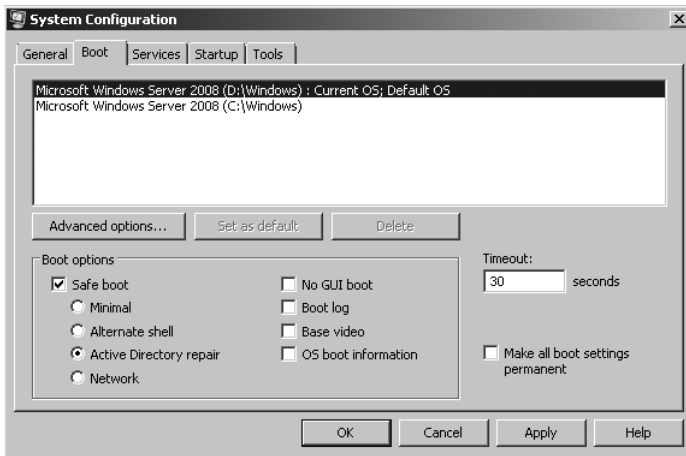 System Configuration
General Boot Services Startup Tools
Microsoft Windows Server 2008 (D:\Windows) : Current OS; Default OS
Microsoft Windows Server 2008 (C:\Windows)
Advanced options... Set as default Delete
Boot options
Safe boot
Minimal
Alternate shell
Active Directory repair
Network
No GUI boot
Boot log
Base video
OS boot information
Timeout:
30 seconds
Make all boot settings
permanent
OK Cancel Apply Help